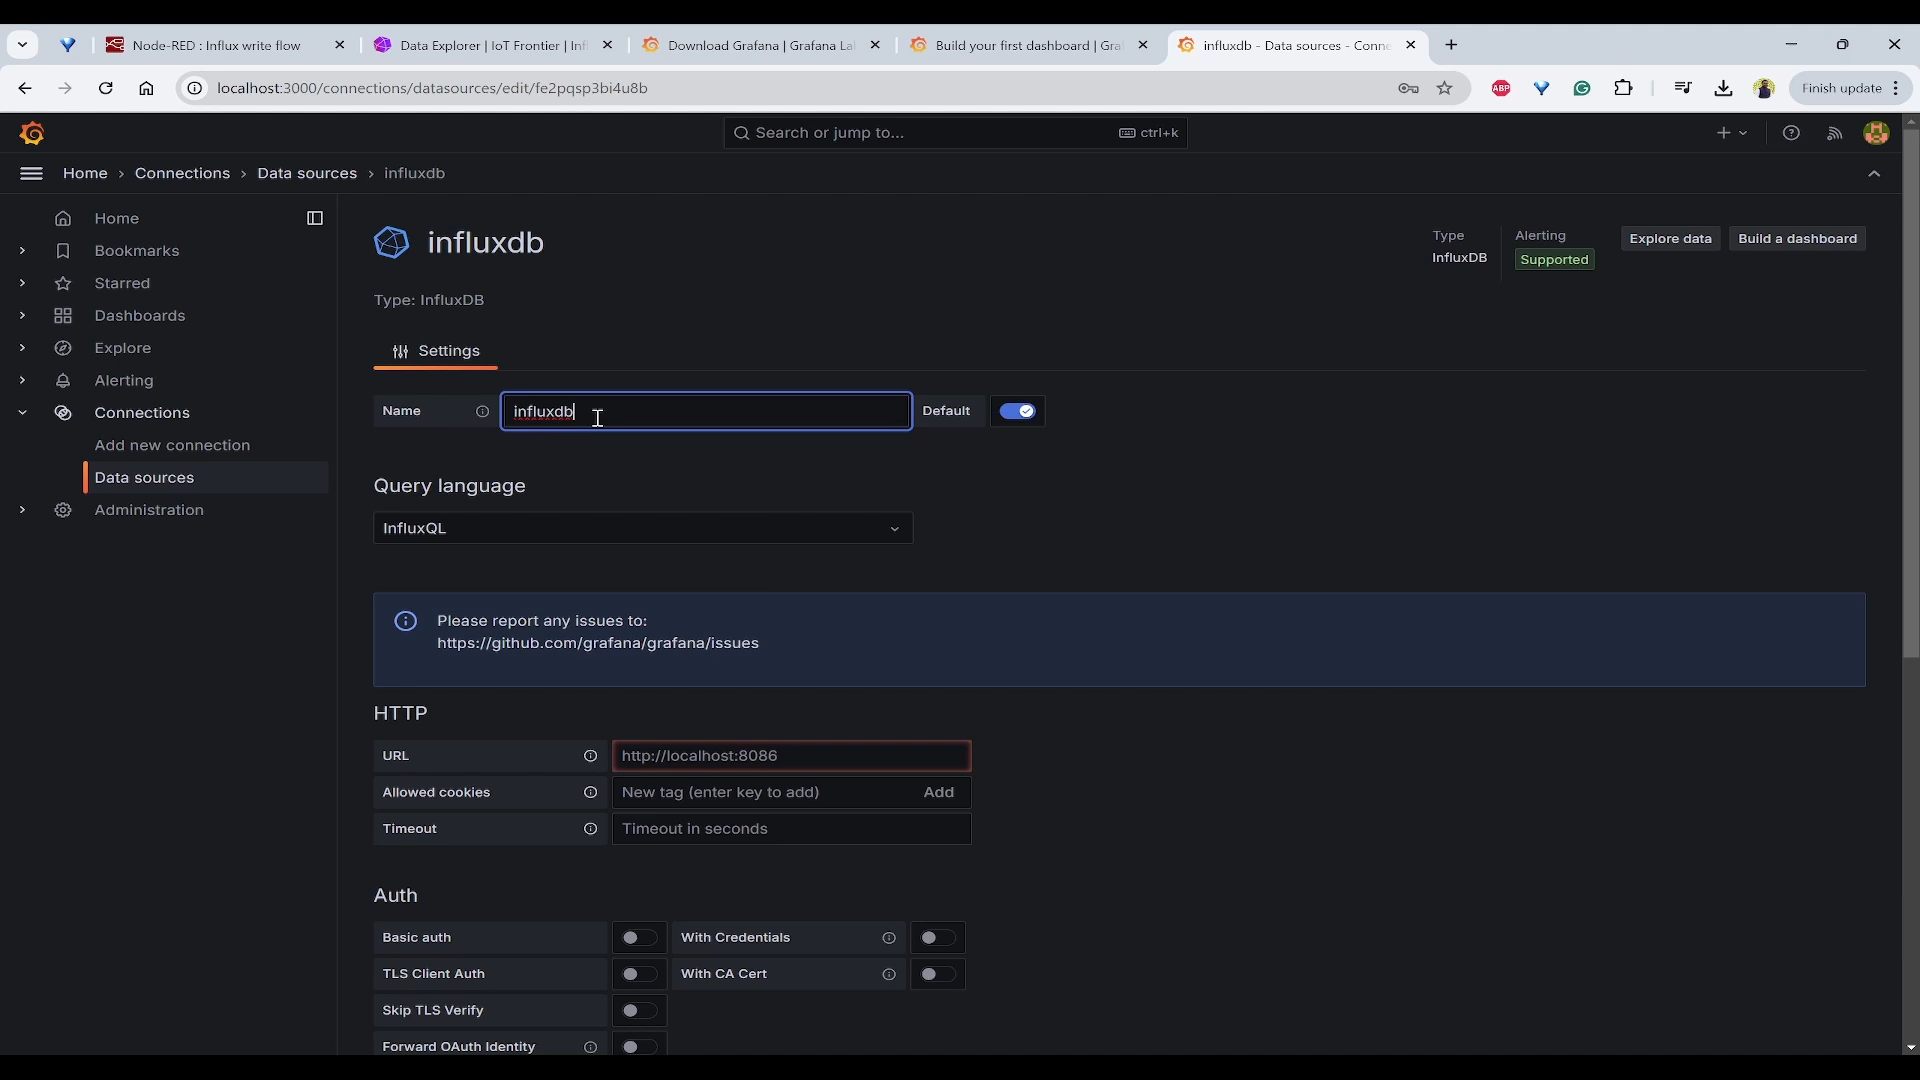 Node-RED : Influx write flow
Data Explorer | IoT Frontier | Inf
Download Grafana | Grafana La
Build your first dashboard | Gra
influxdb - Data sources - Conne
localhost:3000/connections/datasources/edit/fe2pqsp3bi4u8b
ABP
Finish update
Search or jump to...
ctrl+k
Home › Connections › Data sources › influxdb
Home
Bookmarks
Starred
Dashboards
Explore
Alerting
Connections
Add new connection
Data sources
Administration
influxdb
Type
InfluxDB
Alerting
Supported
Explore data
Build a dashboard
Type: InfluxDB
Settings
Name
influxdb
Default
Query language
InfluxQL
Please report any issues to:
https://github.com/grafana/grafana/issues
HTTP
URL
http://localhost:8086
Allowed cookies
New tag (enter key to add)
Add
Timeout
Timeout in seconds
Auth
Basic auth
With Credentials
TLS Client Auth
With CA Cert
Skip TLS Verify
Forward OAuth Identity